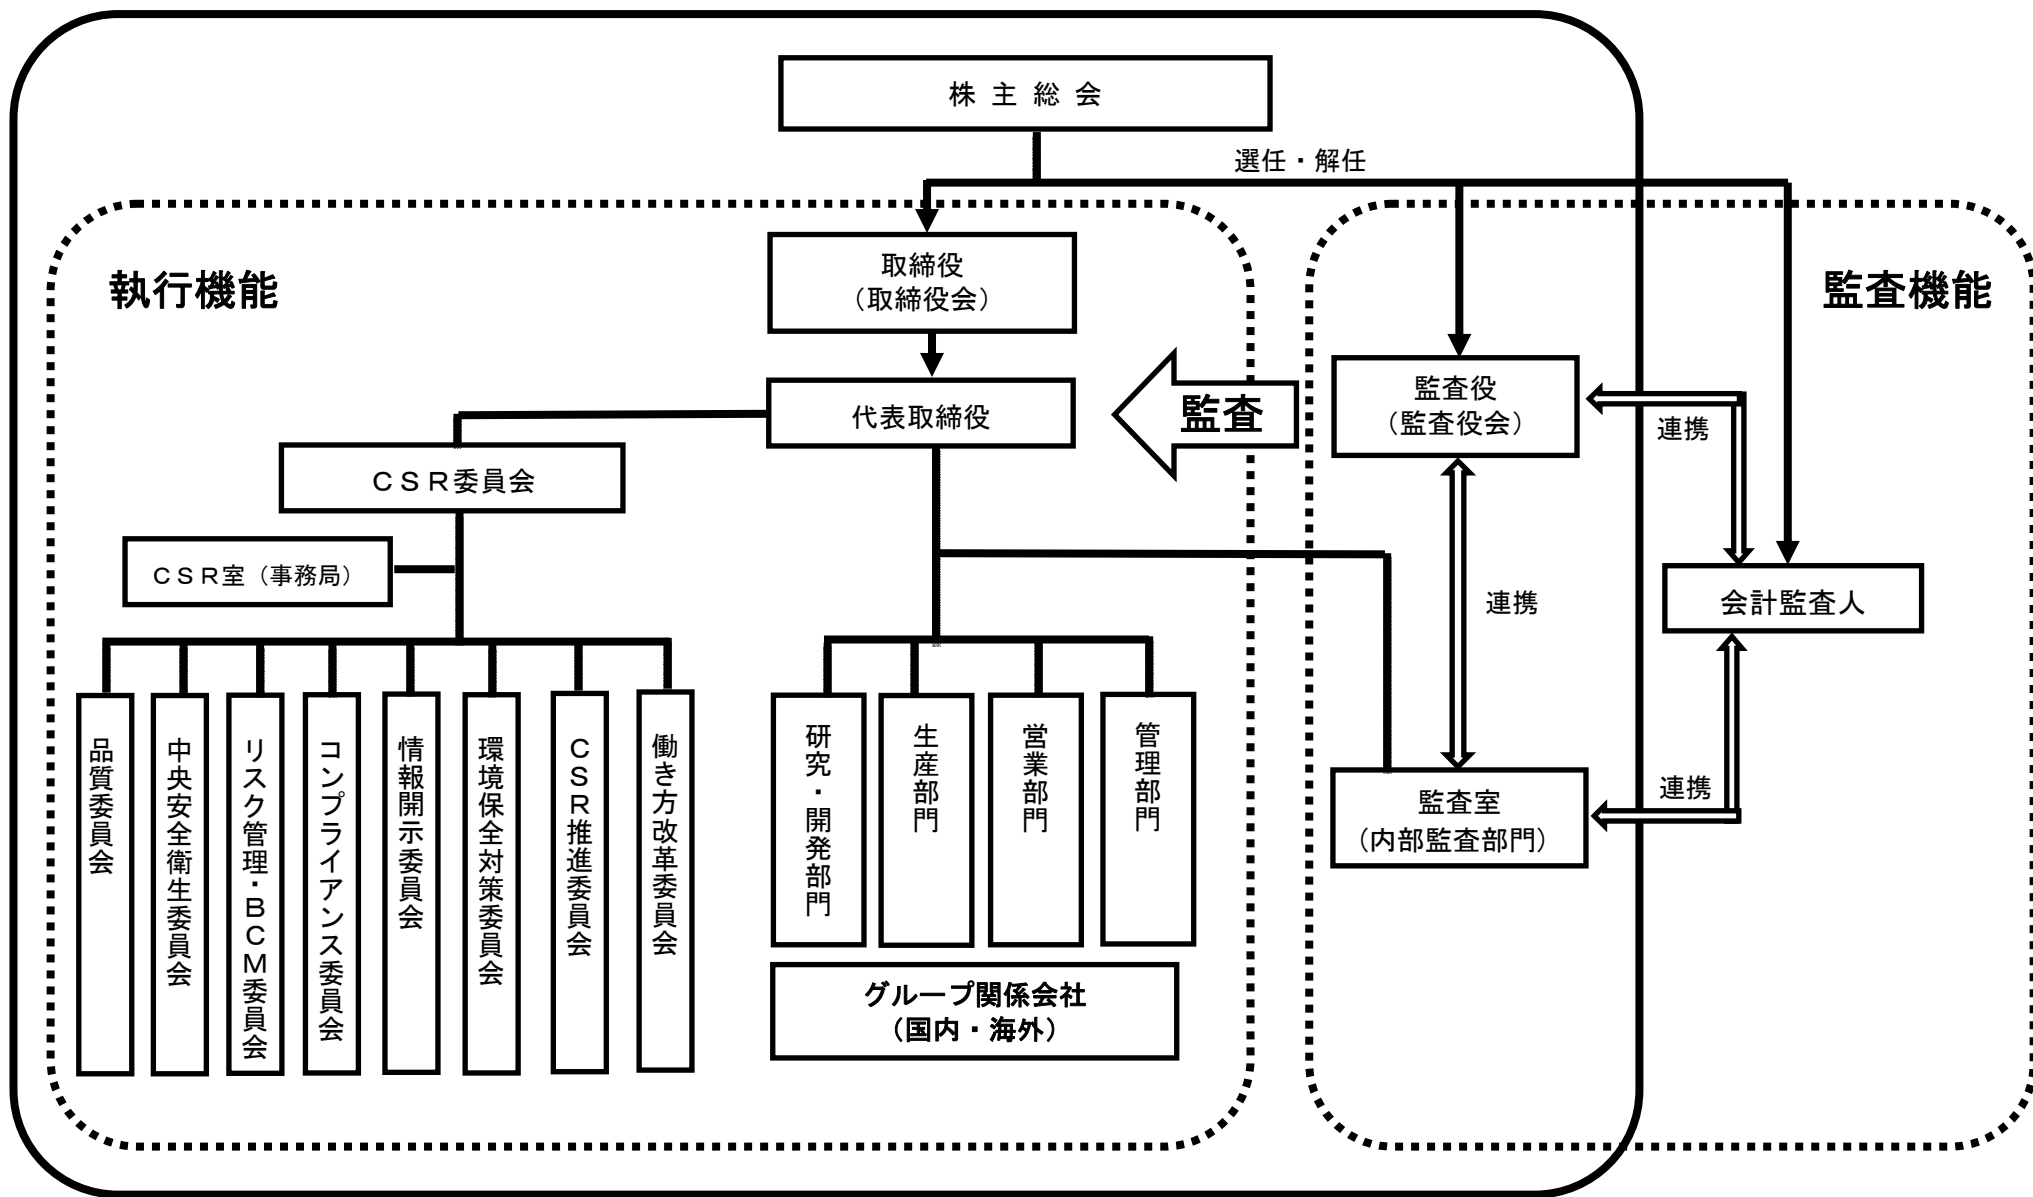 株 主 総 会
選任・解任
執行機能
監査機能
取締役
（取締役会）
代表取締役
監査
監査役
（監査役会）
連携
ＣＳＲ委員会
ＣＳＲ室（事務局）
連携
会計監査人
品質委員会
中央安全衛生委員会
リスク管理・ＢＣＭ委員会
コンプライアンス委員会
情報開示委員会
環境保全対策委員会
ＣＳＲ推進委員会
働き方改革委員会
研究・開発部門
生産部門
営業部門
管理部門
監査室
（内部監査部門）
連携
グループ関係会社
（国内・海外）